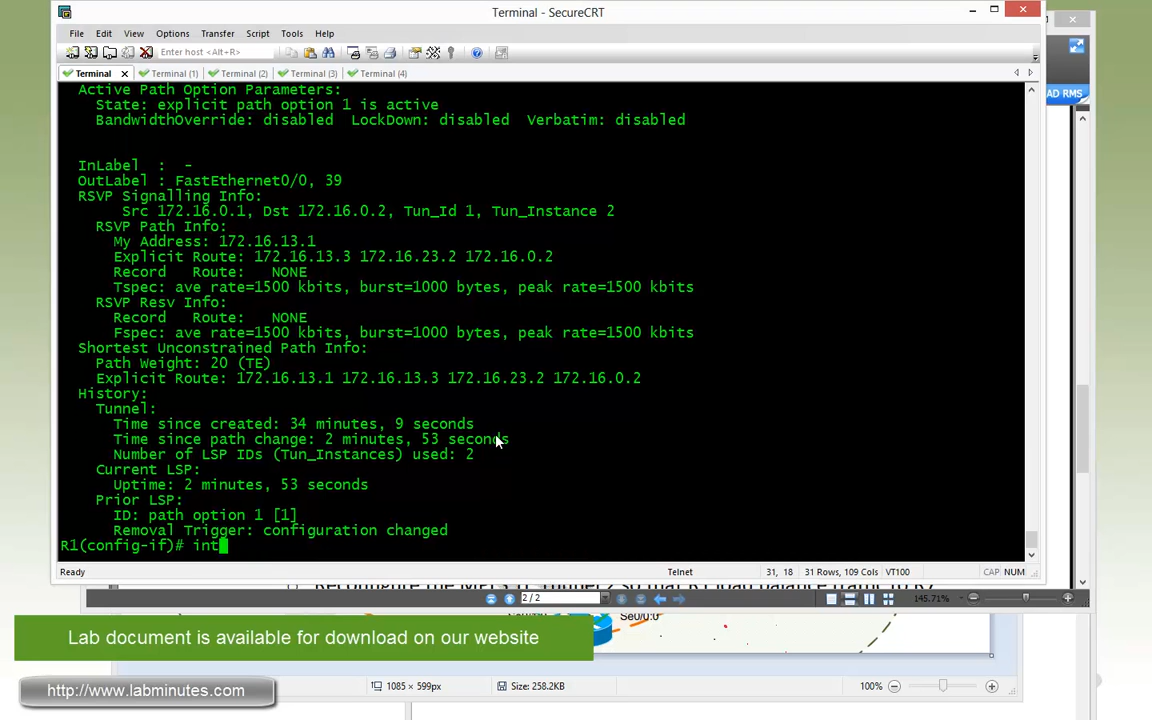 Terminal - SecureCRT
File Edit View Options Transfer Script Tools Help
Enter host <Alt+R>
Terminal Terminal (1) Terminal (2) Terminal (3) Terminal (4)
AD RMS
Active Path Option Parameters:
State: explicit path option 1 is active
BandwidthOverride: disabled LockDown: disabled Verbatim: disabled
InLabel : -
OutLabel : FastEthernet0/0, 39
RSVP Signalling Info:
Src 172.16.0.1, Dst 172.16.0.2, Tun_Id 1, Tun_Instance 2
RSVP Path Info:
My Address: 172.16.13.1
Explicit Route: 172.16.13.3 172.16.23.2 172.16.0.2
Record Route: NONE
Tspec: ave rate=1500 kbits, burst=1000 bytes, peak rate=1500 kbits
RSVP Resv Info:
Record Route: NONE
Fspec: ave rate=1500 kbits, burst=1000 bytes, peak rate=1500 kbits
Shortest Unconstrained Path Info:
Path Weight: 20 (TE)
Explicit Route: 172.16.13.1 172.16.13.3 172.16.23.2 172.16.0.2
History:
Tunnel:
Time since created: 34 minutes, 9 seconds
Time since path change: 2 minutes, 53 seconds
Number of LSP IDs (Tun_Instances) used: 2
Current LSP:
Uptime: 2 minutes, 53 seconds
Prior LSP:
ID: path option 1 [1]
Removal Trigger: configuration changed
R1(config-if)# int
Ready Telnet 31, 18 31 Rows, 109 Cols VT100 CAP NUM
2 / 2 145.71%
Se0/0:0
Lab document is available for download on our website
http://www.labminutes.com
1085 × 599px Size: 258.2KB 100%